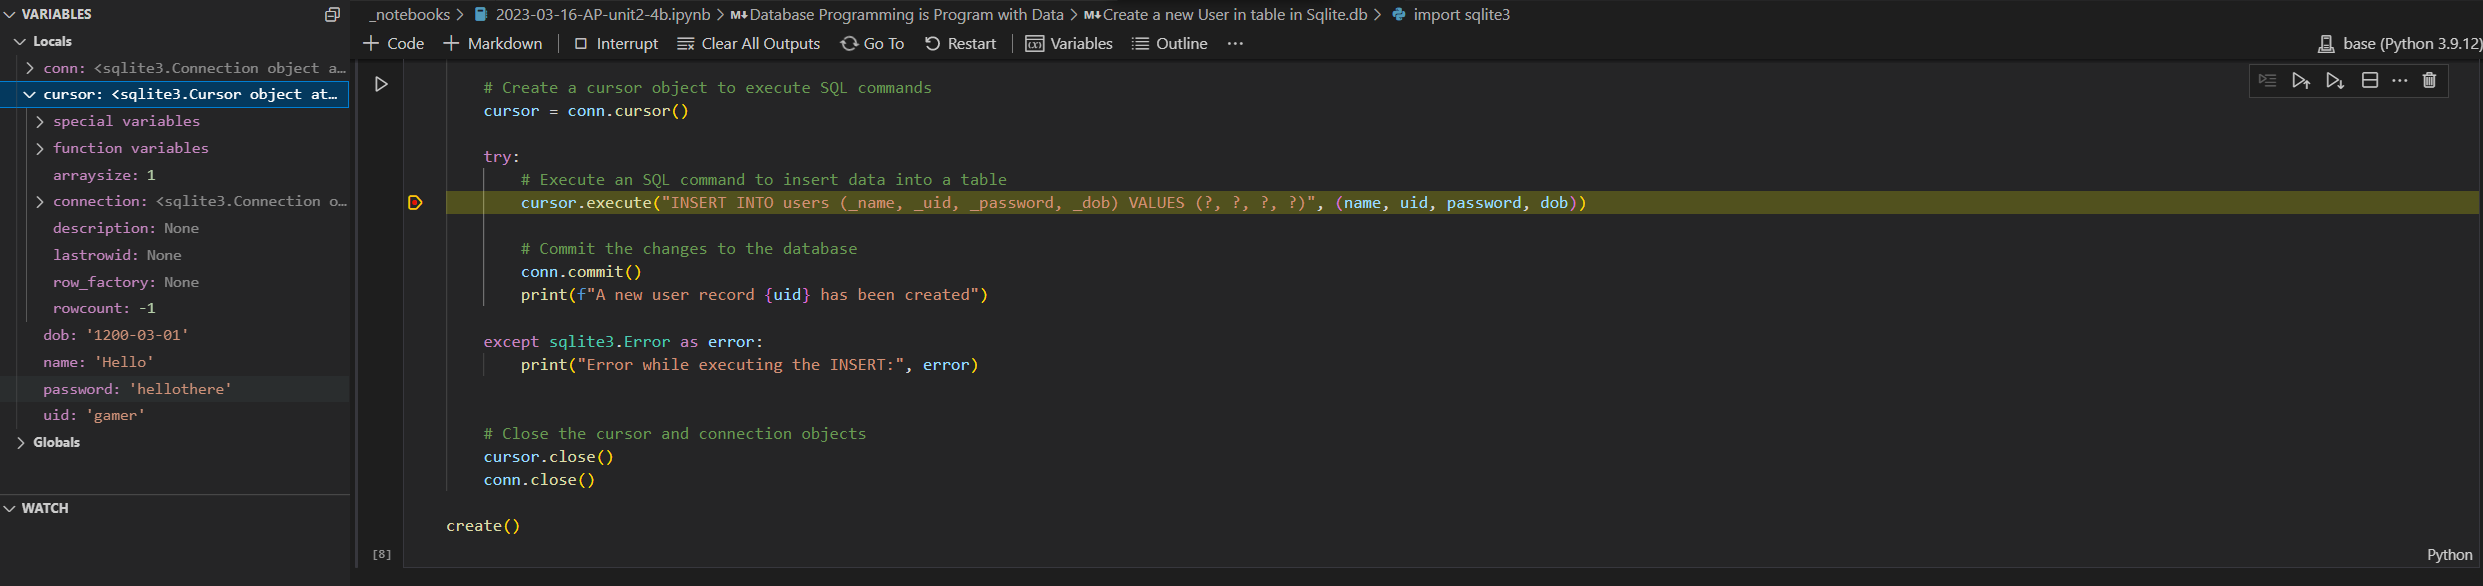 VARIABLES
Locals
conn: <sqlite3.Connection object a...
cursor: <sqlite3.Cursor object at...
special variables
function variables
arraysize: 1
connection: <sqlite3.Connection o...
description: None
lastrowid: None
row_factory: None
rowcount: -1
dob: '1200-03-01'
name: 'Hello'
password: 'hellothere'
uid: 'gamer'
Globals
WATCH
_notebooks > 2023-03-16-AP-unit2-4b.ipynb > M↓Database Programming is Program with Data > M↓Create a new User in table in Sqlite.db > import sqlite3
+ Code + Markdown Interrupt Clear All Outputs Go To Restart Variables Outline ...
base (Python 3.9.12)
# Create a cursor object to execute SQL commands
cursor = conn.cursor()
try:
# Execute an SQL command to insert data into a table
cursor.execute("INSERT INTO users (_name, _uid, _password, _dob) VALUES (?, ?, ?, ?)", (name, uid, password, dob))
# Commit the changes to the database
conn.commit()
print(f"A new user record {uid} has been created")
except sqlite3.Error as error:
print("Error while executing the INSERT:", error)
# Close the cursor and connection objects
cursor.close()
conn.close()
create()
[8]
Python